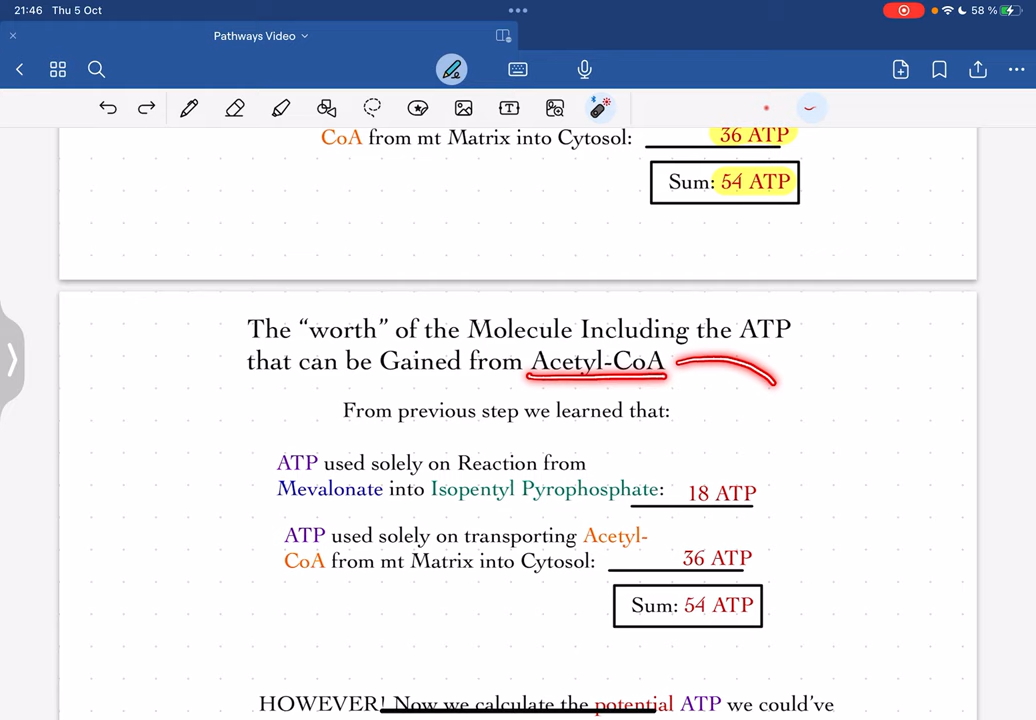 21:46 Thu 5 Oct
58 %
Pathways Video
CoA from mt Matrix into Cytosol: 36 ATP
Sum: 54 ATP
The “worth” of the Molecule Including the ATP
that can be Gained from Acetyl-CoA
From previous step we learned that:
ATP used solely on Reaction from
Mevalonate into Isopentyl Pyrophosphate: 18 ATP
ATP used solely on transporting Acetyl-
CoA from mt Matrix into Cytosol: 36 ATP
Sum: 54 ATP
HOWEVER! Now we calculate the potential ATP we could’ve